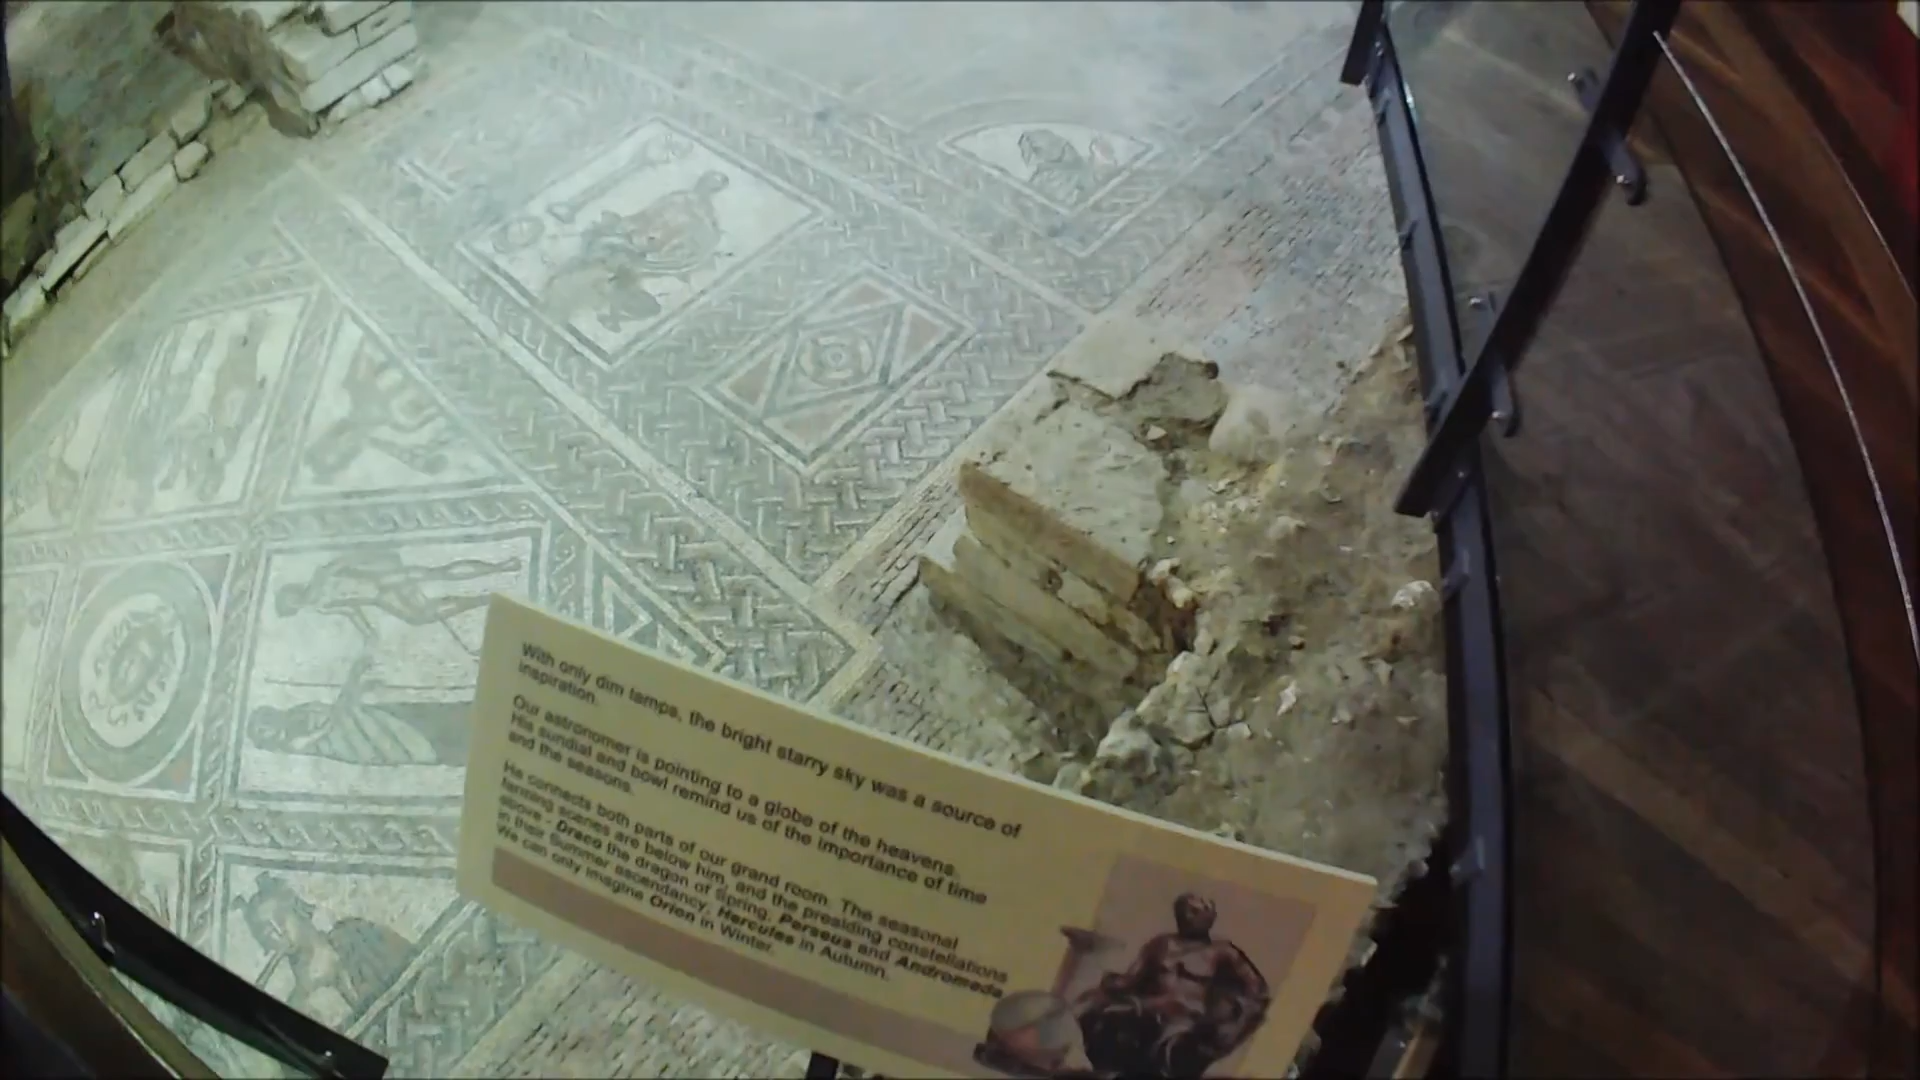 With only dim lamps, the bright starry sky was a source of
inspiration.
Our astronomer is pointing to a globe of the heavens.
His sundial and bowl remind us of the importance of time
and the seasons.
He connects both parts of our grand room. The seasonal
farming scenes are below him, and the presiding constellations
above - Draco the dragon of Spring, Perseus and Andromeda
in their Summer ascendancy, Hercules in Autumn.
We can only imagine Orion in Winter.